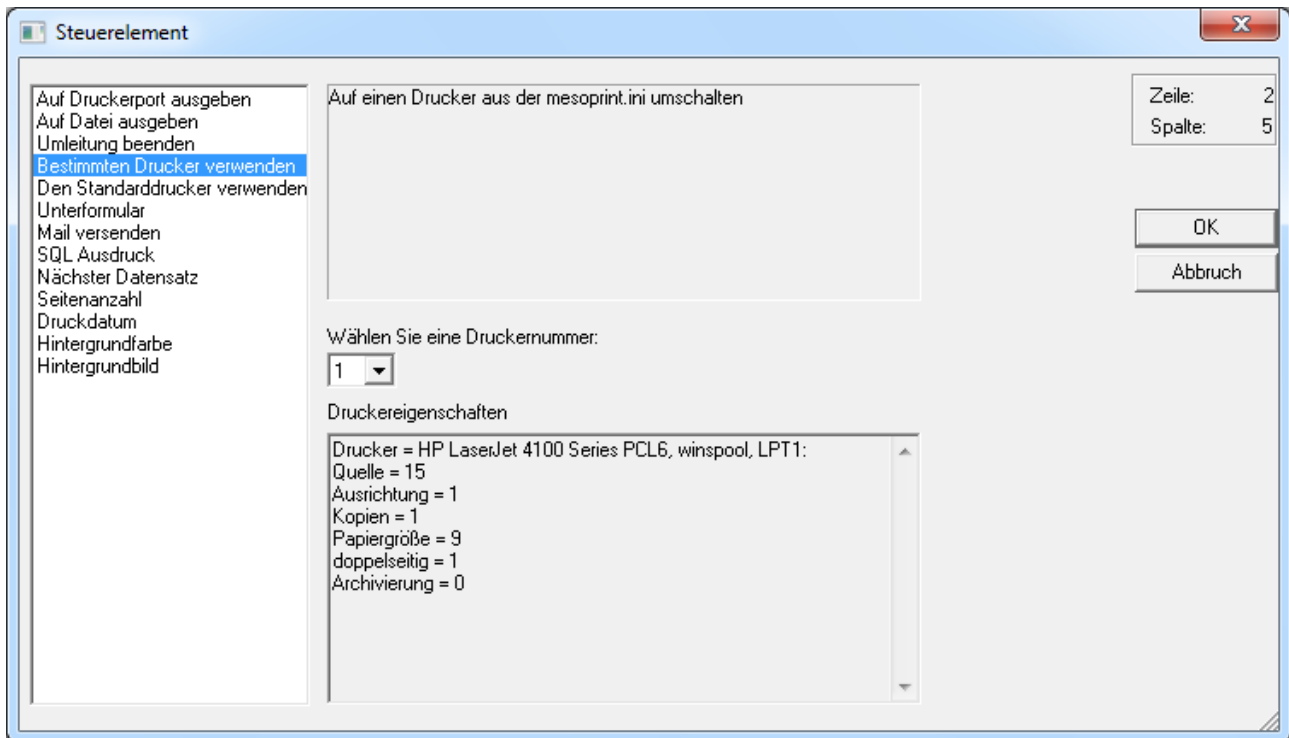 Steuerelement
Auf Druckerport ausgeben
Auf Datei ausgeben
Umleitung beenden
Bestimmten Drucker verwenden
Den Standarddrucker verwenden
Unterformular
Mail versenden
SQL Ausdruck
Nächster Datensatz
Seitenanzahl
Druckdatum
Hintergrundfarbe
Hintergrundbild
Auf einen Drucker aus der mesoprint.ini umschalten
Wählen Sie eine Druckernummer:
1
Druckereigenschaften
Drucker = HP LaserJet 4100 Series PCL6, winspool, LPT1:
Quelle = 15
Ausrichtung = 1
Kopien = 1
Papiergröße = 9
doppelseitig = 1
Archivierung = 0
Zeile: 2
Spalte: 5
OK
Abbruch